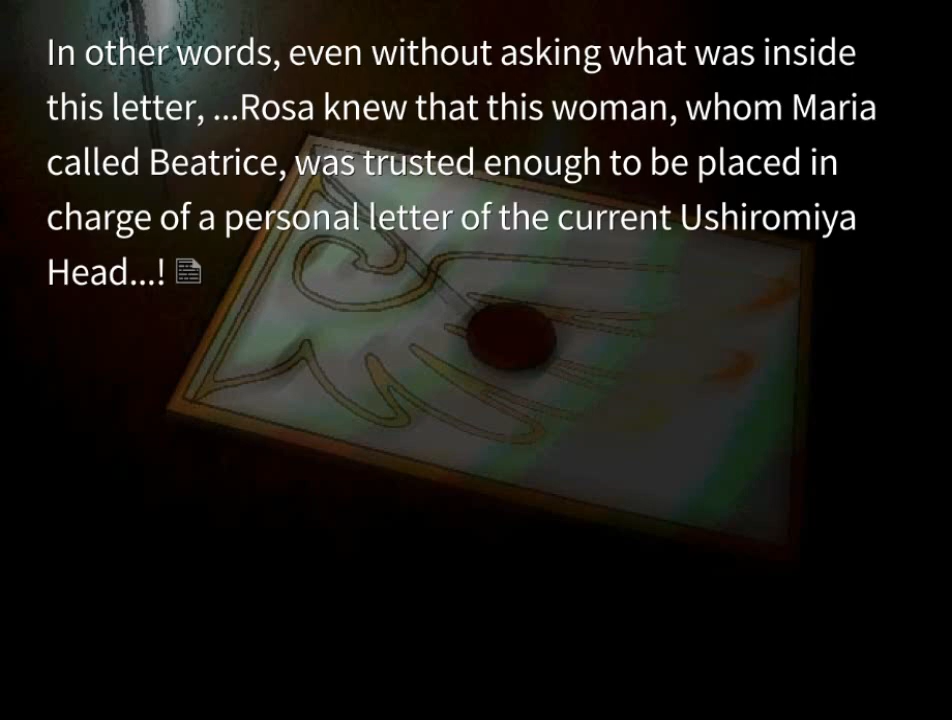 In other words, even without asking what was inside
this letter, ...Rosa knew that this woman, whom Maria
called Beatrice, was trusted enough to be placed in
charge of a personal letter of the current Ushiromiya
Head...!